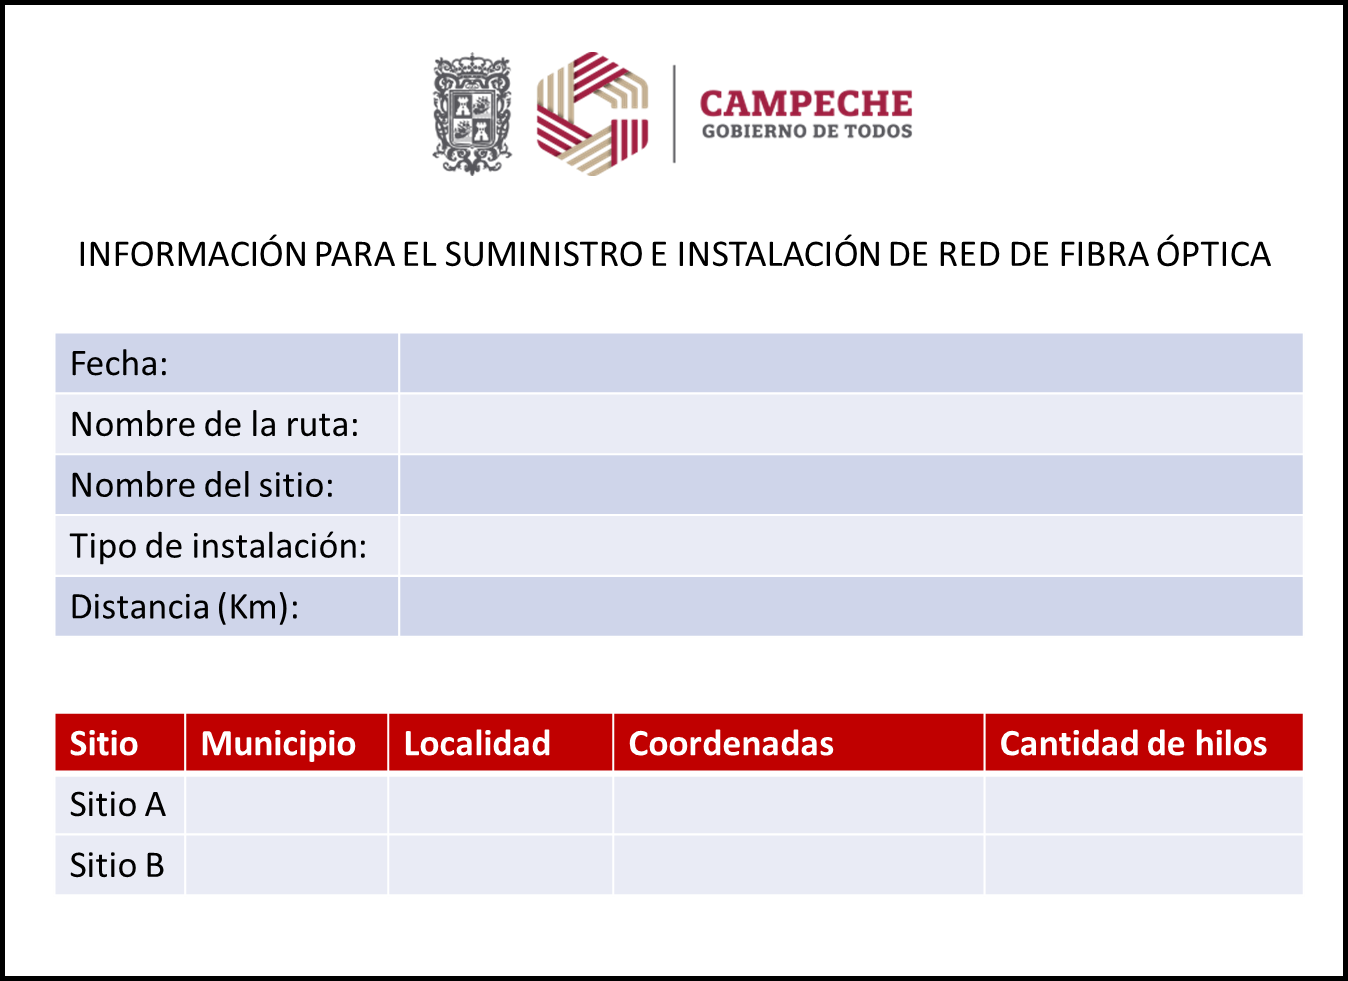 CAMPECHE
GOBIERNO DE TODOS
INFORMACIÓN PARA EL SUMINISTRO E INSTALACIÓN DE RED DE FIBRA ÓPTICA
Fecha:
Nombre de la ruta:
Nombre del sitio:
Tipo de instalación:
Distancia (Km):
Sitio Municipio Localidad Coordenadas Cantidad de hilos
Sitio A
Sitio B